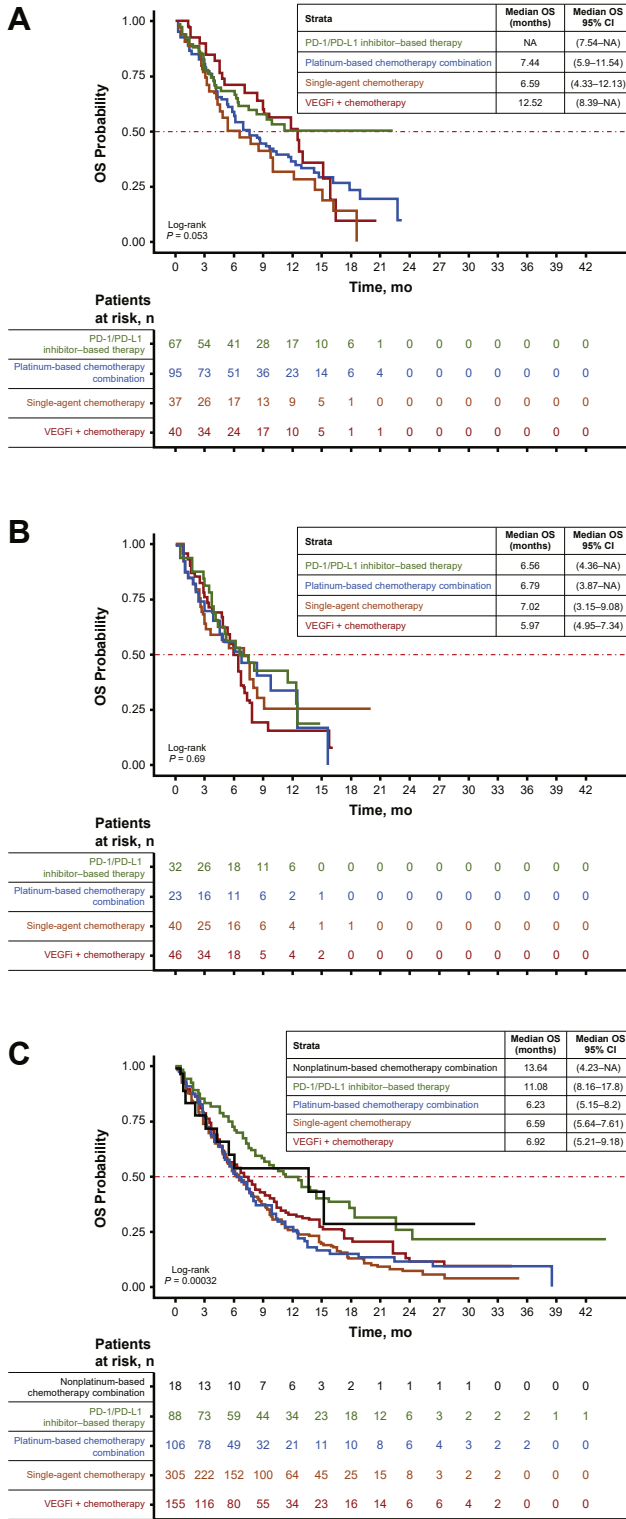 A
Strata Median OS (months) Median OS 95% CI
PD-1/PD-L1 inhibitor–based therapy NA (7.54–NA)
Platinum-based chemotherapy combination 7.44 (5.9–11.54)
Single-agent chemotherapy 6.59 (4.33–12.13)
VEGFi + chemotherapy 12.52 (8.39–NA)
OS Probability
1.00
0.75
0.50
0.25
0.00
Log-rank
P = 0.053
0 3 6 9 12 15 18 21 24 27 30 33 36 39 42
Time, mo
Patients
at risk, n
PD-1/PD-L1
inhibitor–based therapy
67 54 41 28 17 10 6 1 0 0 0 0 0 0 0
Platinum-based chemotherapy
combination
95 73 51 36 23 14 6 4 0 0 0 0 0 0 0
Single-agent chemotherapy 37 26 17 13 9 5 1 0 0 0 0 0 0 0 0
VEGFi + chemotherapy 40 34 24 17 10 5 1 1 0 0 0 0 0 0 0
B
Strata Median OS (months) Median OS 95% CI
PD-1/PD-L1 inhibitor–based therapy 6.56 (4.36–NA)
Platinum-based chemotherapy combination 6.79 (3.87–NA)
Single-agent chemotherapy 7.02 (3.15–9.08)
VEGFi + chemotherapy 5.97 (4.95–7.34)
OS Probability
1.00
0.75
0.50
0.25
0.00
Log-rank
P = 0.69
0 3 6 9 12 15 18 21 24 27 30 33 36 39 42
Time, mo
Patients
at risk, n
PD-1/PD-L1
inhibitor–based therapy
32 26 18 11 6 0 0 0 0 0 0 0 0 0 0
Platinum-based chemotherapy
combination
23 16 11 6 2 1 0 0 0 0 0 0 0 0 0
Single-agent chemotherapy 40 25 16 6 4 1 1 0 0 0 0 0 0 0 0
VEGFi + chemotherapy 46 34 18 5 4 2 0 0 0 0 0 0 0 0 0
C
Strata Median OS (months) Median OS 95% CI
Nonplatinum-based chemotherapy combination 13.64 (4.23–NA)
PD-1/PD-L1 inhibitor–based therapy 11.08 (8.16–17.8)
Platinum-based chemotherapy combination 6.23 (5.15–8.2)
Single-agent chemotherapy 6.59 (5.64–7.61)
VEGFi + chemotherapy 6.92 (5.21–9.18)
OS Probability
1.00
0.75
0.50
0.25
0.00
Log-rank
P = 0.00032
0 3 6 9 12 15 18 21 24 27 30 33 36 39 42
Time, mo
Patients
at risk, n
Nonplatinum-based
chemotherapy combination
18 13 10 7 6 3 2 1 1 1 1 0 0 0 0
PD-1/PD-L1
inhibitor–based therapy
88 73 59 44 34 23 18 12 6 3 2 2 2 1 1
Platinum-based chemotherapy
combination
106 78 49 32 21 11 10 8 6 4 3 2 2 0 0
Single-agent chemotherapy 305 222 152 100 64 45 25 15 8 3 2 2 0 0 0
VEGFi + chemotherapy 155 116 80 55 34 23 16 14 6 6 4 2 0 0 0